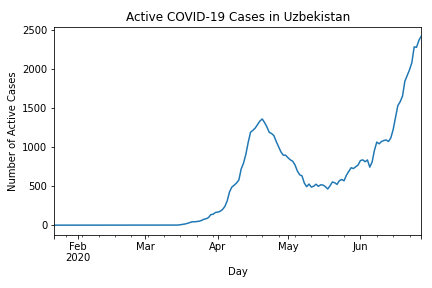 Active COVID-19 Cases in Uzbekistan
2500
2000
1500
1000
500
0
Number of Active Cases
Feb Mar Apr May Jun
2020
Day